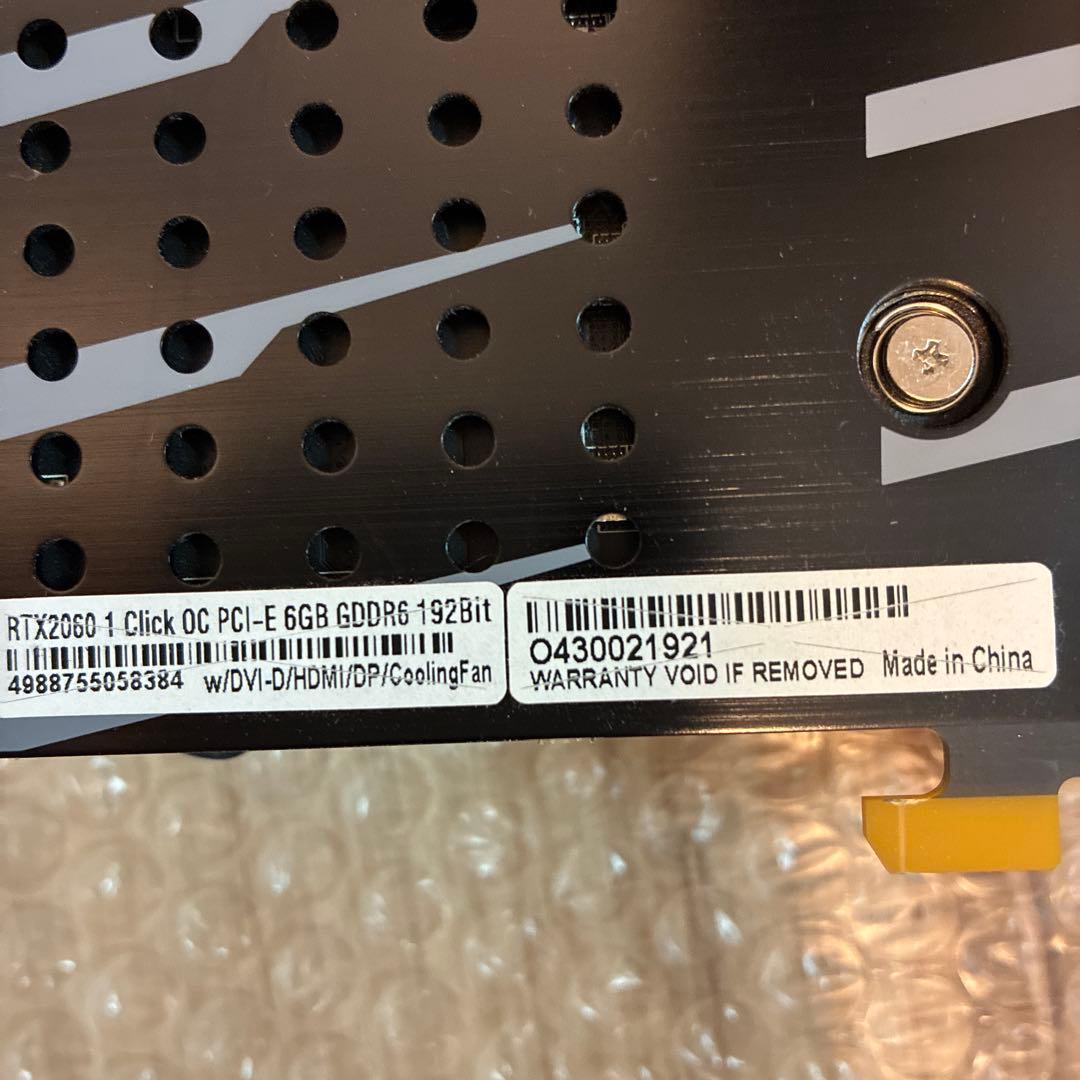 RTX2060 1 Click OC PCI-E 6GB GDDR6 192Bit
4988755058384 w/DVI-D/HDMI/DP/CoolingFan
O430021921
WARRANTY VOID IF REMOVED Made in China